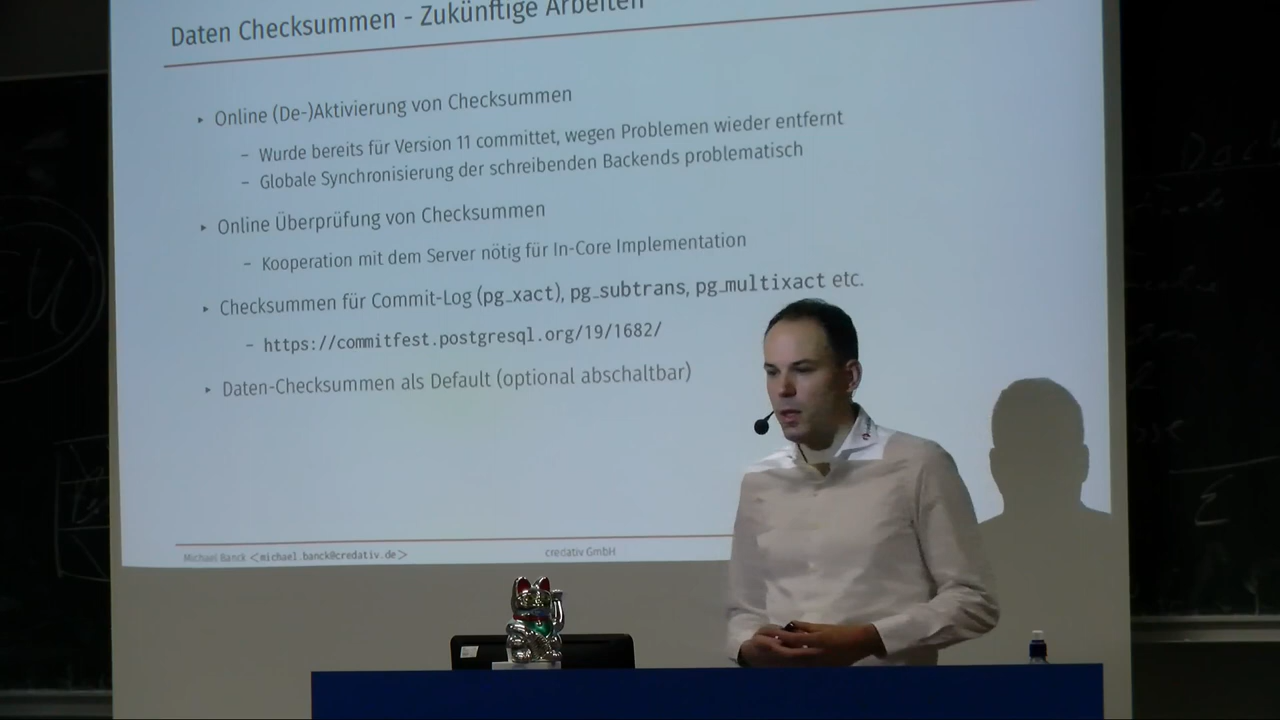 Daten Checksummen - Zukünftige Arbeiten
▸ Online (De-)Aktivierung von Checksummen
– Wurde bereits für Version 11 committet, wegen Problemen wieder entfernt
– Globale Synchronisierung der schreibenden Backends problematisch
▸ Online Überprüfung von Checksummen
– Kooperation mit dem Server nötig für In-Core Implementation
▸ Checksummen für Commit-Log (pg_xact), pg_subtrans, pg_multixact etc.
– https://commitfest.postgresql.org/19/1682/
▸ Daten-Checksummen als Default (optional abschaltbar)
Michael Banck <michael.banck@credativ.de>
credativ GmbH